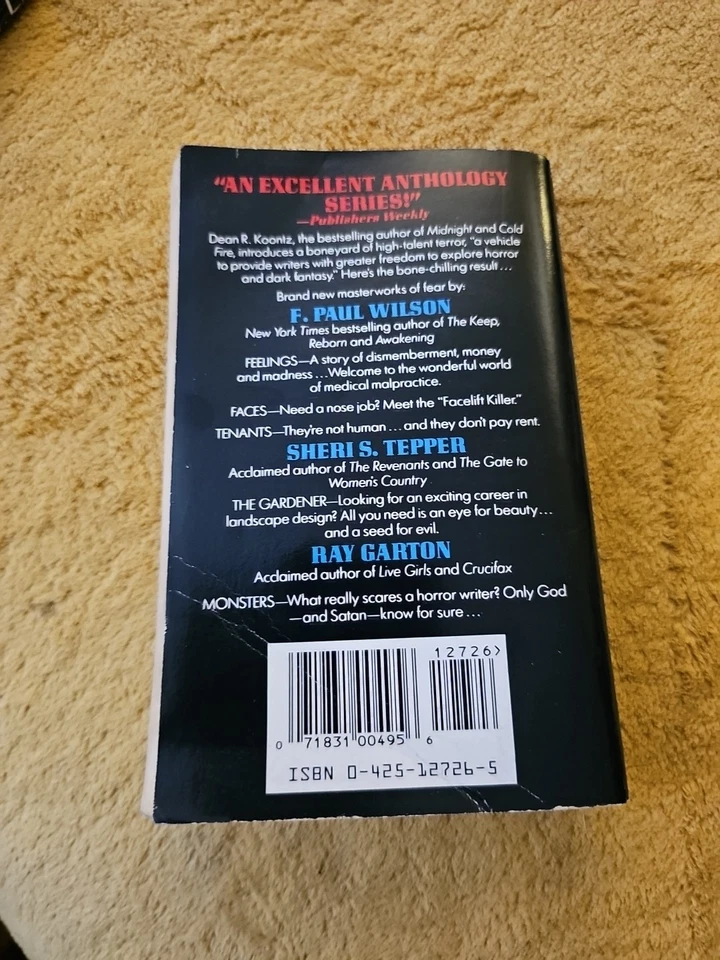 "AN EXCELLENT ANTHOLOGY
SERIES!"
—Publishers Weekly
Dean R. Koontz, the bestselling author of Midnight and Cold
Fire, introduces a boneyard of high-talent terror, "a vehicle
to provide writers with greater freedom to explore horror
and dark fantasy." Here's the bone-chilling result...
Brand new masterworks of fear by:
F. PAUL WILSON
New York Times bestselling author of The Keep,
Reborn and Awakening
FEELINGS—A story of dismemberment, money
and madness...Welcome to the wonderful world
of medical malpractice.
FACES—Need a nose job? Meet the "Facelift Killer."
TENANTS—They're not human...and they don't pay rent.
SHERI S. TEPPER
Acclaimed author of The Revenants and The Gate to
Women's Country
THE GARDENER—Looking for an exciting career in
landscape design? All you need is an eye for beauty...
and a seed for evil.
RAY GARTON
Acclaimed author of Live Girls and Crucifax
MONSTERS—What really scares a horror writer? Only God
—and Satan—know for sure...
12726>
0 71831 00495 6
ISBN 0-425-12726-5